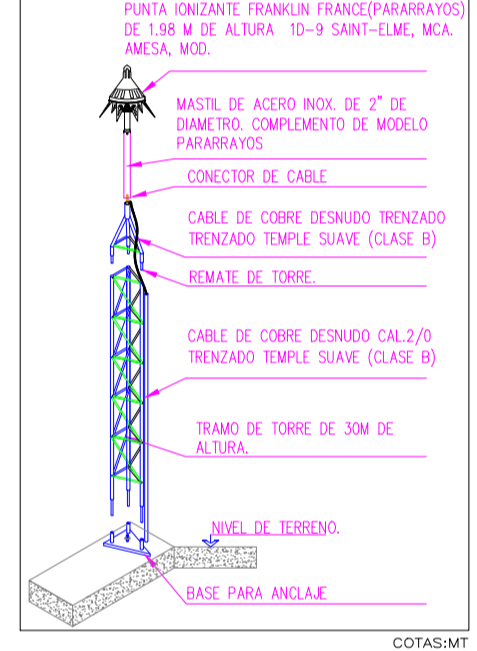 PUNTA IONIZANTE FRANKLIN FRANCE(PARARRAYOS)
DE 1.98 M DE ALTURA 1D-9 SAINT-ELME, MCA.
AMESA, MOD.
MASTIL DE ACERO INOX. DE 2" DE
DIAMETRO. COMPLEMENTO DE MODELO
PARARRAYOS
CONECTOR DE CABLE
CABLE DE COBRE DESNUDO TRENZADO
TRENZADO TEMPLE SUAVE (CLASE B)
REMATE DE TORRE.
CABLE DE COBRE DESNUDO CAL.2/0
TRENZADO TEMPLE SUAVE (CLASE B)
TRAMO DE TORRE DE 30M DE
ALTURA.
NIVEL DE TERRENO.
BASE PARA ANCLAJE
COTAS:MT